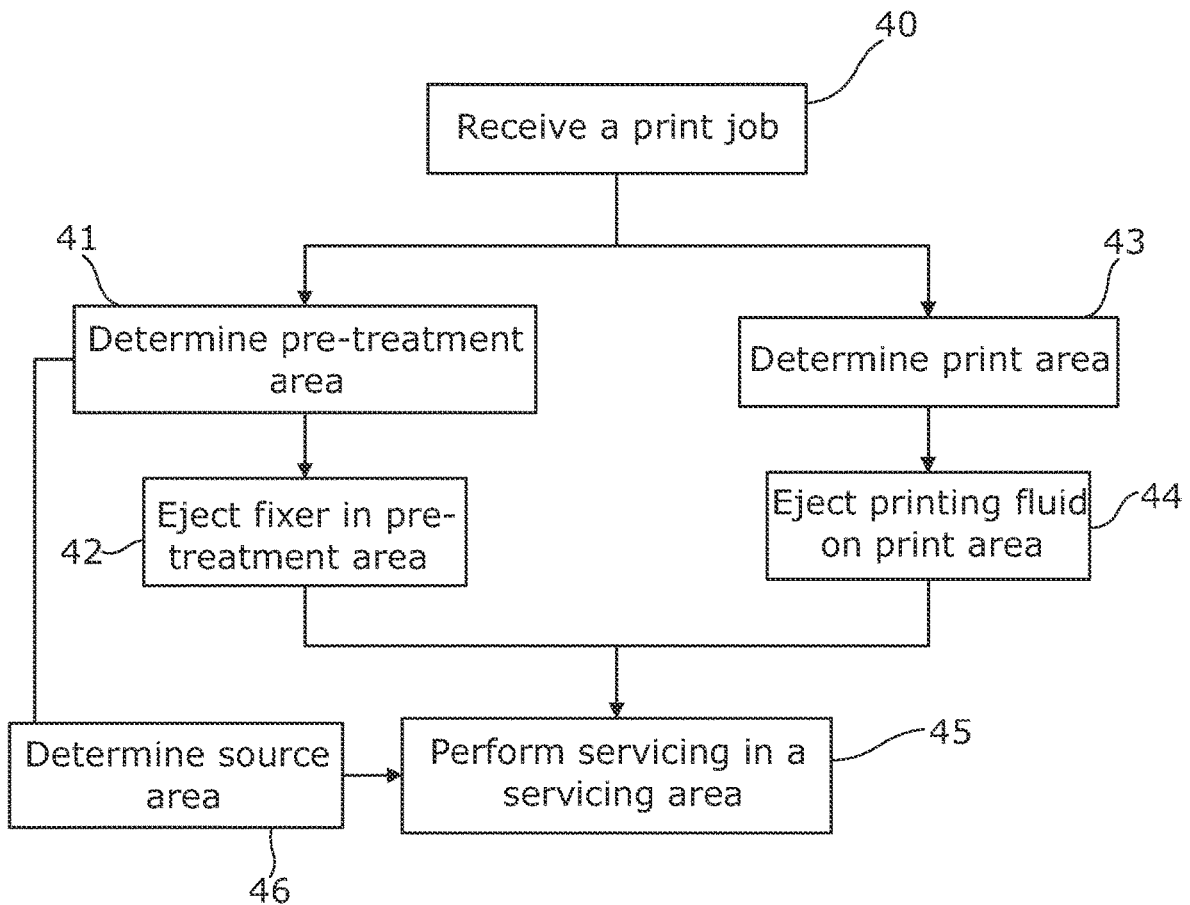 40
Receive a print job
41
43
Determine pre-treatment
area
Determine print area
Eject fixer in pre-
treatment area
42
Eject printing fluid
on print area
44
Determine source
area
46
Perform servicing in a
servicing area
45